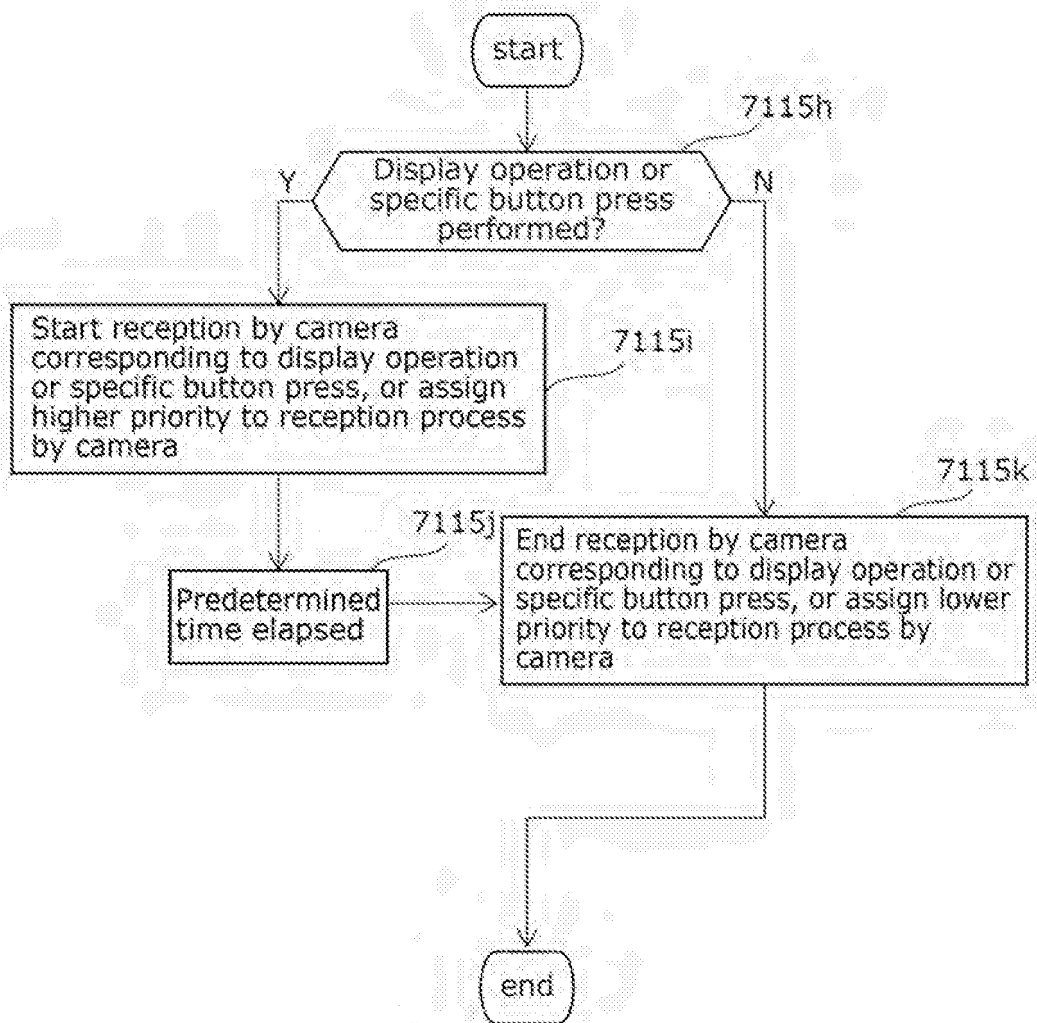 start
7115h
Display operation or
specific button press
performed?
Y
N
Start reception by camera
corresponding to display operation
or specific button press, or assign
higher priority to reception process
by camera
7115i
7115j
Predetermined
time elapsed
7115k
End reception by camera
corresponding to display operation or
specific button press, or assign lower
priority to reception process by
camera
end